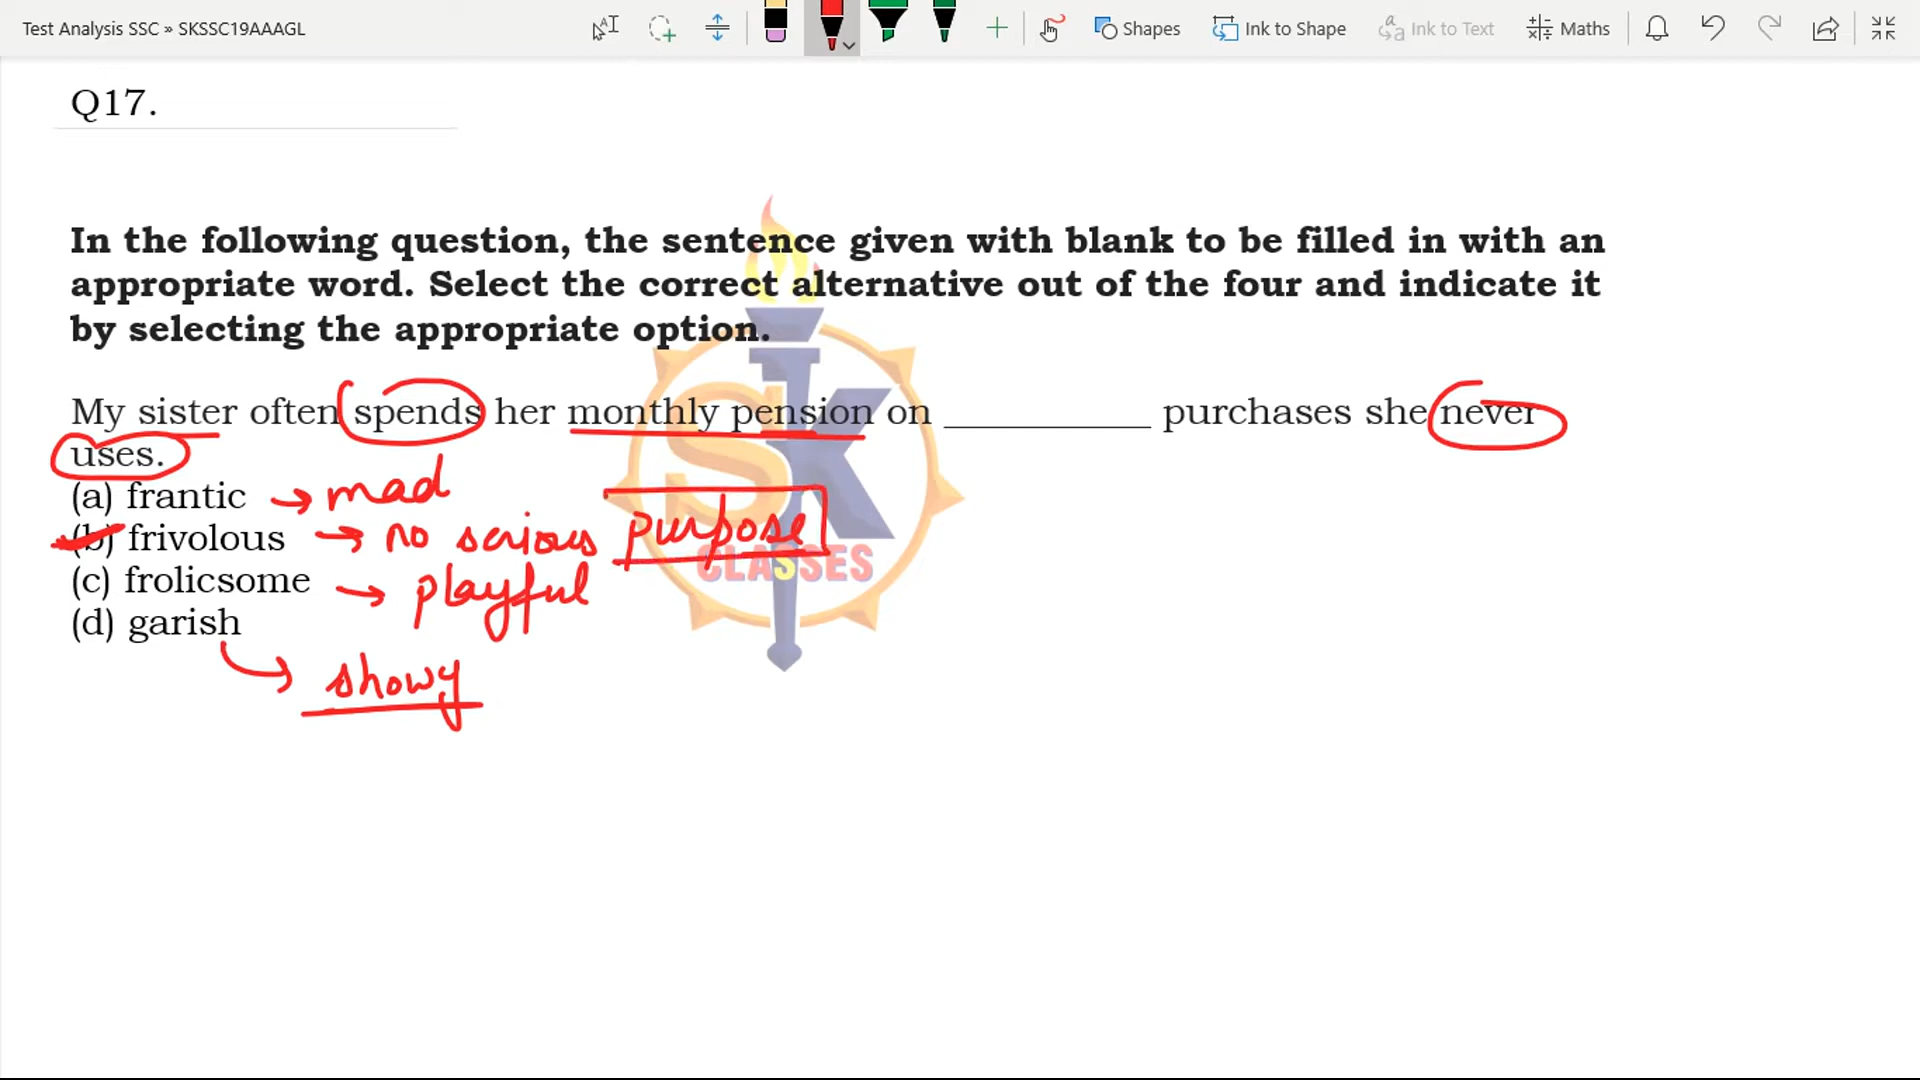 Test Analysis SSC » SKSSC19AAAGL
Shapes Ink to Shape Ink to Text Maths
Q17.
In the following question, the sentence given with blank to be filled in with an
appropriate word. Select the correct alternative out of the four and indicate it
by selecting the appropriate option.
My sister often spends her monthly pension on ____________ purchases she never
uses.
(a) frantic → mad
(b) frivolous → no serious purpose
(c) frolicsome → playful
(d) garish
→ showy
SK
CLASSES